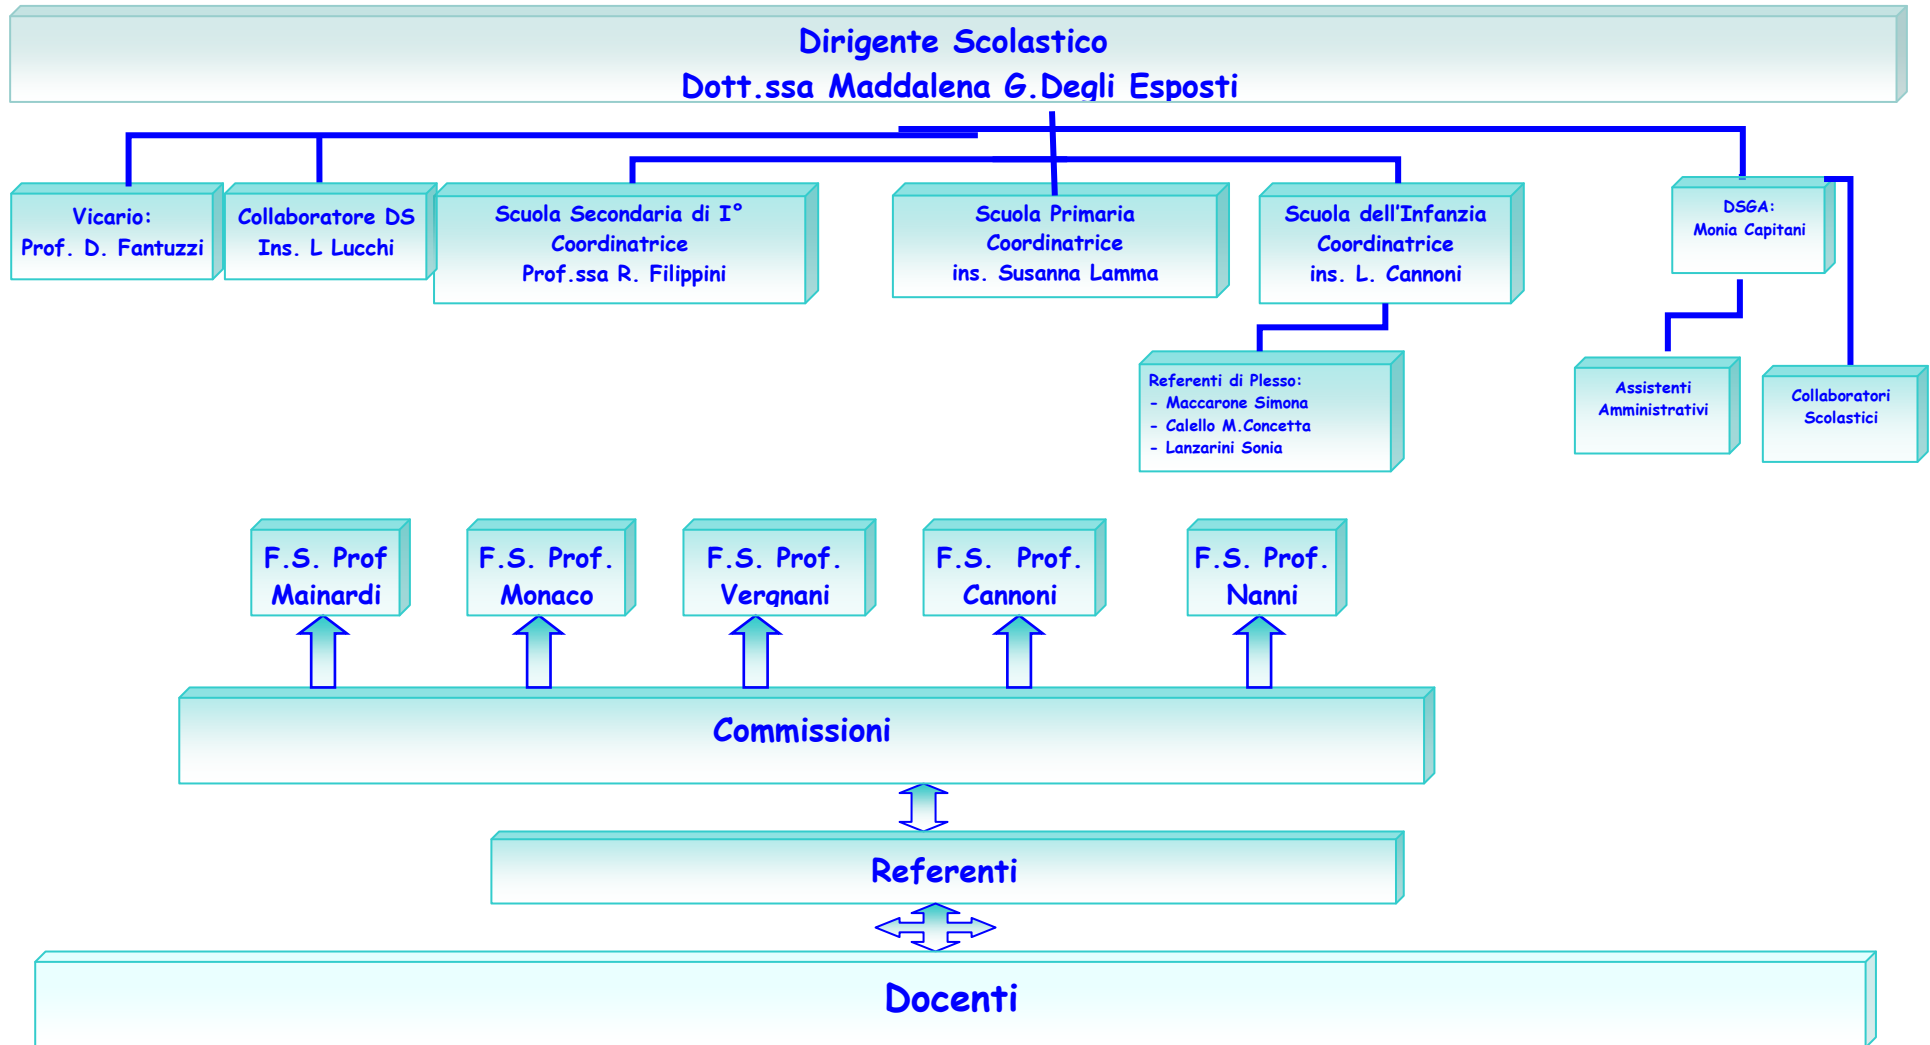 Dirigente Scolastico
Dott.ssa Maddalena G.Degli Esposti
Vicario:
Prof. D. Fantuzzi
Collaboratore DS
Ins. L Lucchi
Scuola Secondaria di I°
Coordinatrice
Prof.ssa R. Filippini
Scuola Primaria
Coordinatrice
ins. Susanna Lamma
Scuola dell'Infanzia
Coordinatrice
ins. L. Cannoni
DSGA:
Monia Capitani
Referenti di Plesso:
- Maccarone Simona
- Calello M.Concetta
- Lanzarini Sonia
Assistenti
Amministrativi
Collaboratori
Scolastici
F.S. Prof
Mainardi
F.S. Prof.
Monaco
F.S. Prof.
Vergnani
F.S. Prof.
Cannoni
F.S. Prof.
Nanni
Commissioni
Referenti
Docenti